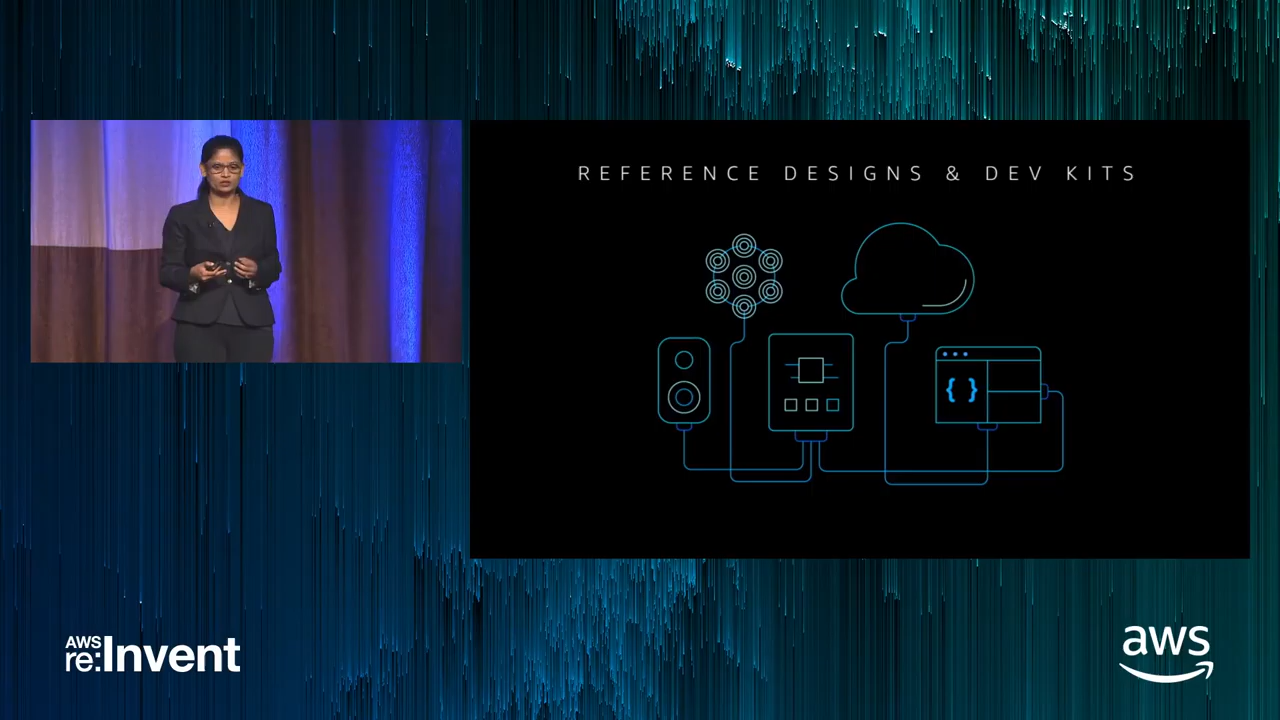 REFERENCE DESIGNS & DEV KITS
{ }
AWS
re:Invent
aws